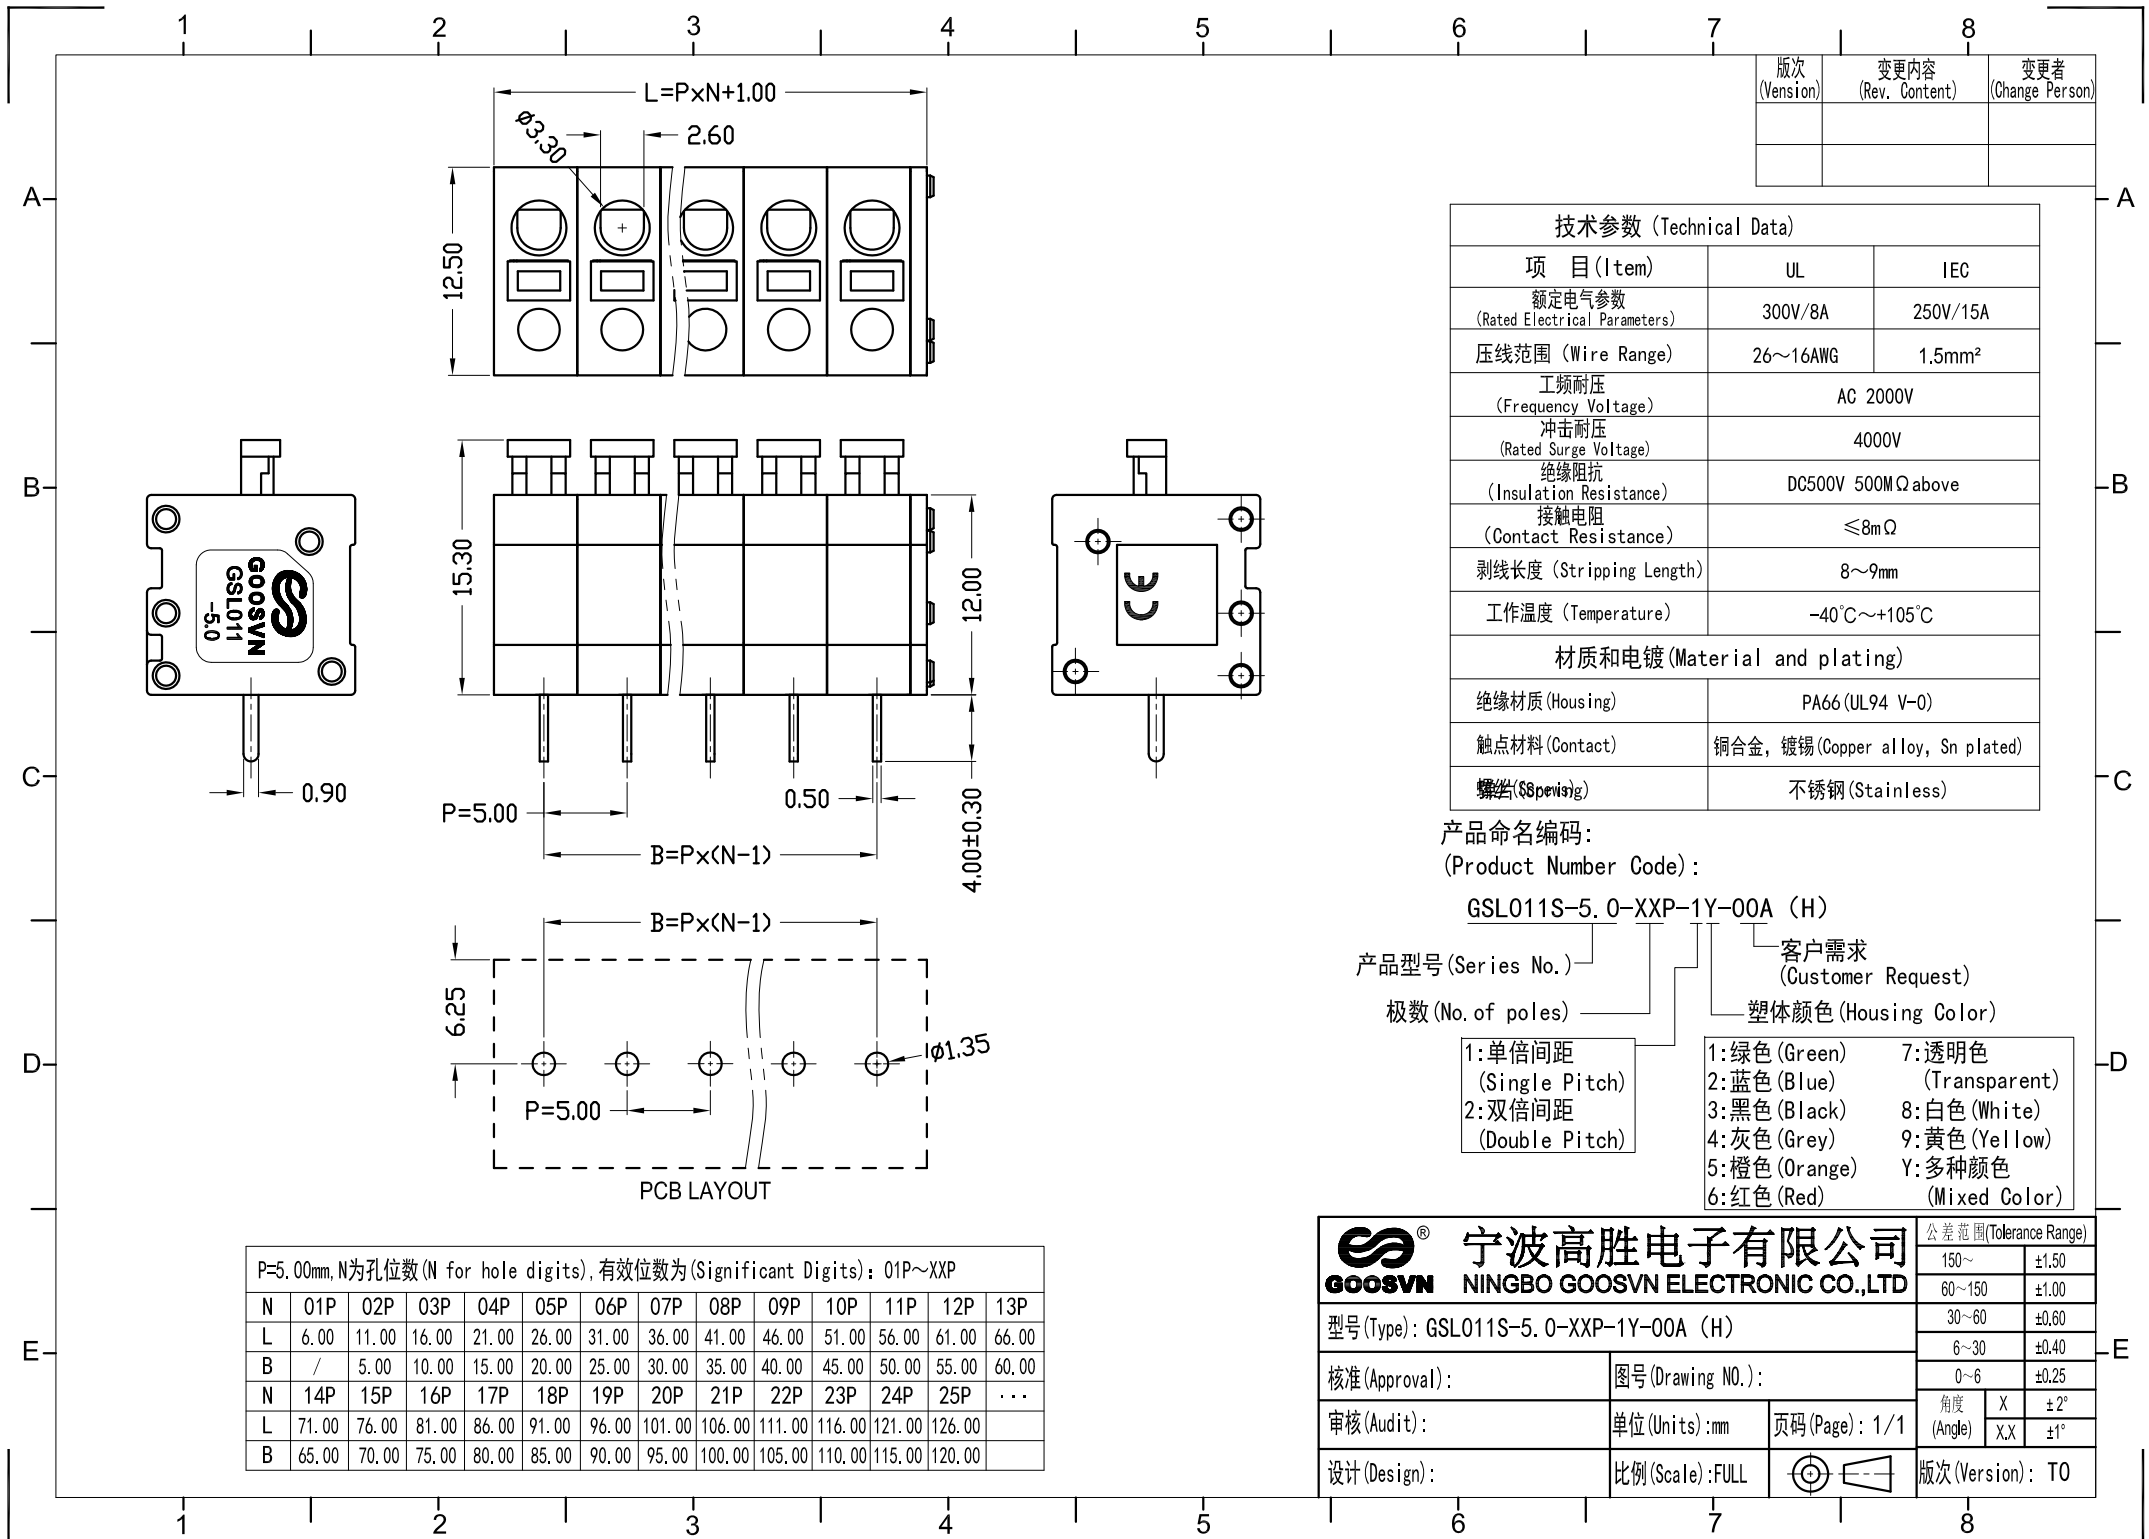 1 2 3 4 5 6 7 8
A
B
C
D
E
A
B
C
D
E
版次
(Vension)
变更内容
(Rev. Content)
变更者
(Change Person)
L=P×N+1.00
ø3.30
2.60
12.50
15.30
12.00
GOOSVN
GSL011
-5.0
CE
0.90
P=5.00
0.50
4.00±0.30
B=P×(N-1)
B=P×(N-1)
6.25
ø1.35
P=5.00
PCB LAYOUT
技术参数 (Technical Data)
项 目(Item) UL IEC
额定电气参数
(Rated Electrical Parameters)
300V/8A 250V/15A
压线范围 (Wire Range) 26～16AWG 1.5mm²
工频耐压
(Frequency Voltage)
AC 2000V
冲击耐压
(Rated Surge Voltage)
4000V
绝缘阻抗
(Insulation Resistance)
DC500V 500MΩabove
接触电阻
(Contact Resistance)
≤8mΩ
剥线长度 (Stripping Length) 8～9mm
工作温度 (Temperature) -40℃～+105℃
材质和电镀(Material and plating)
绝缘材质(Housing) PA66(UL94 V-0)
触点材料(Contact) 铜合金, 镀锡(Copper alloy, Sn plated)
不锈钢(Stainless)
产品命名编码:
(Product Number Code):
GSL011S-5.0-XXP-1Y-00A (H)
产品型号(Series No.)
客户需求
(Customer Request)
极数(No.of poles)
塑体颜色(Housing Color)
1:单倍间距
(Single Pitch)
2:双倍间距
(Double Pitch)
1:绿色(Green) 7:透明色
2:蓝色(Blue) (Transparent)
3:黑色(Black) 8:白色(White)
4:灰色(Grey) 9:黄色(Yellow)
5:橙色(Orange) Y:多种颜色
6:红色(Red) (Mixed Color)
P=5.00mm,N为孔位数(N for hole digits),有效位数为(Significant Digits): 01P～XXP
N 01P 02P 03P 04P 05P 06P 07P 08P 09P 10P 11P 12P 13P
L 6.00 11.00 16.00 21.00 26.00 31.00 36.00 41.00 46.00 51.00 56.00 61.00 66.00
B / 5.00 10.00 15.00 20.00 25.00 30.00 35.00 40.00 45.00 50.00 55.00 60.00
N 14P 15P 16P 17P 18P 19P 20P 21P 22P 23P 24P 25P ...
L 71.00 76.00 81.00 86.00 91.00 96.00 101.00 106.00 111.00 116.00 121.00 126.00
B 65.00 70.00 75.00 80.00 85.00 90.00 95.00 100.00 105.00 110.00 115.00 120.00
GOOSVN ®
宁波高胜电子有限公司
NINGBO GOOSVN ELECTRONIC CO.,LTD
型号(Type): GSL011S-5.0-XXP-1Y-00A (H)
核准(Approval): 图号(Drawing NO.):
审核(Audit): 单位(Units):mm 页码(Page): 1/1
设计(Design): 比例(Scale):FULL
公差范围(Tolerance Range)
150～ ±1.50
60～150 ±1.00
30～60 ±0.60
6～30 ±0.40
0～6 ±0.25
角度
(Angle)
X ±2°
X.X ±1°
版次(Version): T0
1 2 3 4 5 6 7 8